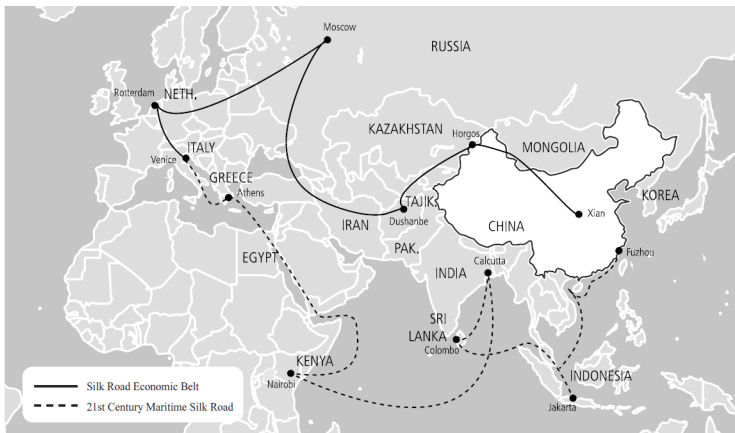 Moscow
RUSSIA
Rotterdam
NETH.
KAZAKHSTAN
Horgos
MONGOLIA
ITALY
Venice
GREECE
Athens
TAJIK.
Dushanbe
KOREA
Xian
IRAN
CHINA
EGYPT
PAK.
Fuzhou
Calcutta
INDIA
SRI
LANKA
Colombo
KENYA
Nairobi
INDONESIA
Jakarta
Silk Road Economic Belt
21st Century Maritime Silk Road